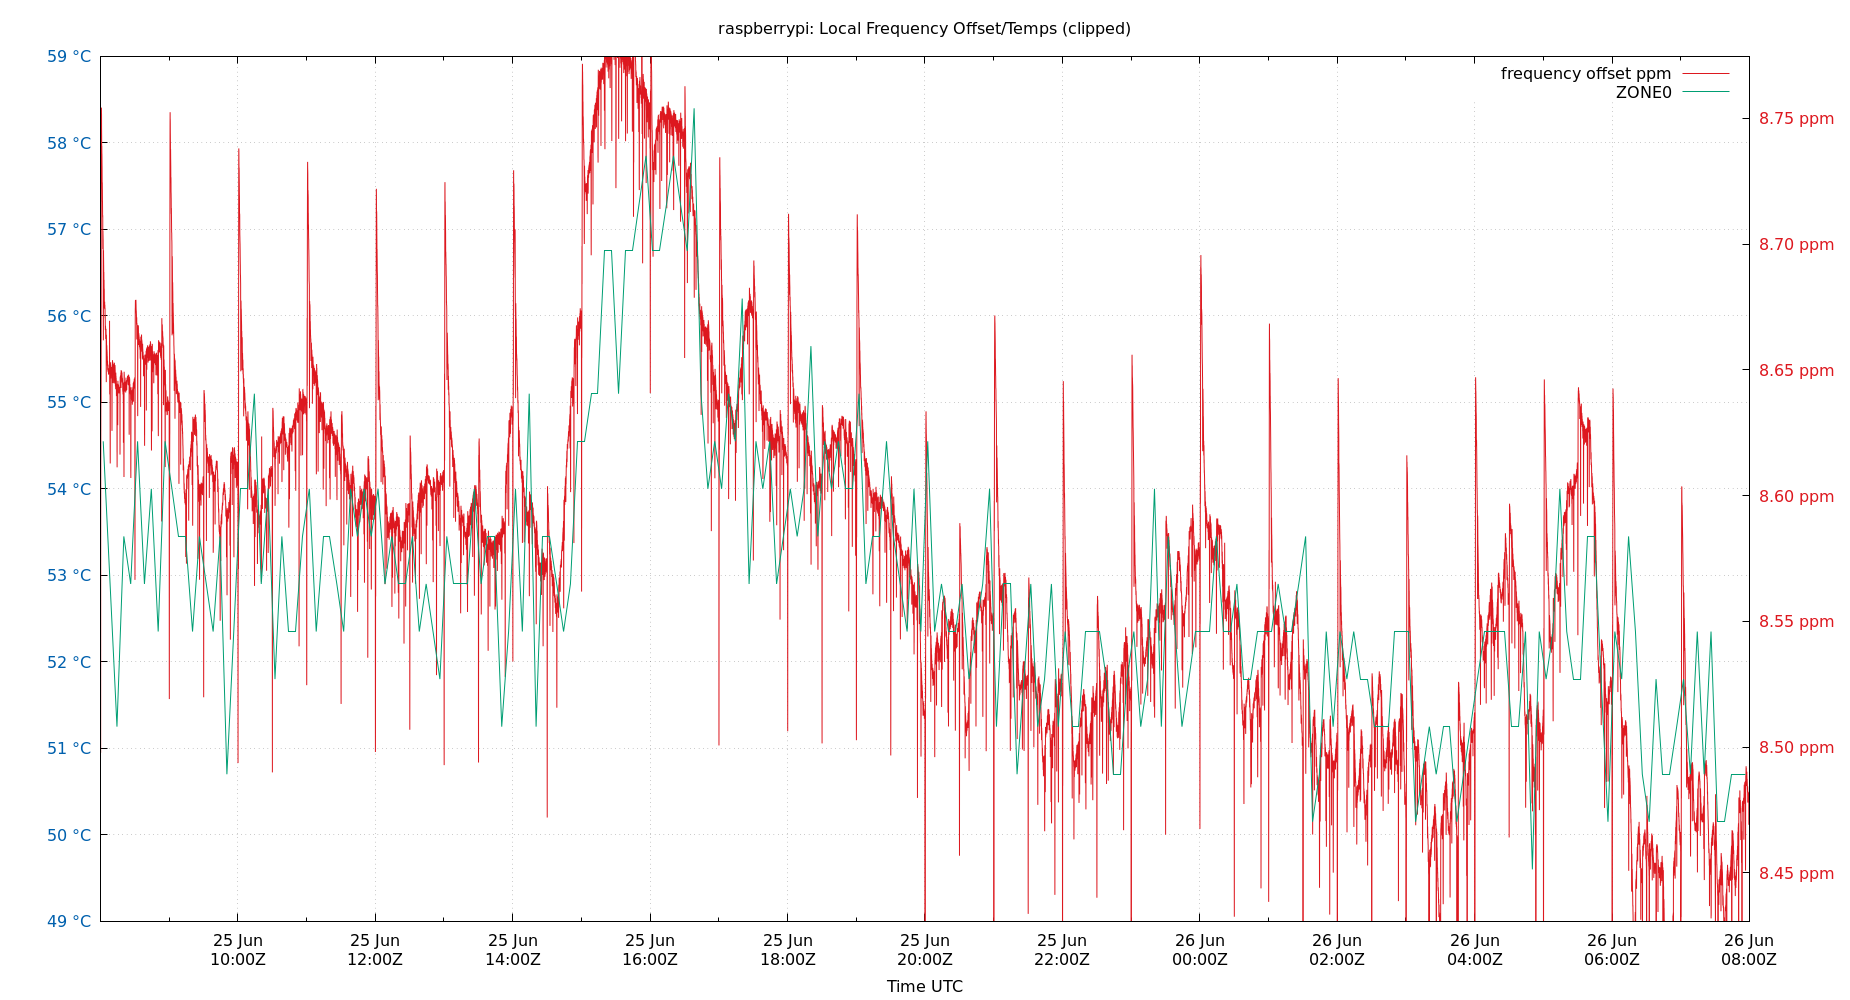 raspberrypi: Local Frequency Offset/Temps (clipped)
frequency offset ppm
ZONE0
59 °C
58 °C
57 °C
56 °C
55 °C
54 °C
53 °C
52 °C
51 °C
50 °C
49 °C
8.75 ppm
8.70 ppm
8.65 ppm
8.60 ppm
8.55 ppm
8.50 ppm
8.45 ppm
25 Jun
10:00Z
25 Jun
12:00Z
25 Jun
14:00Z
25 Jun
16:00Z
25 Jun
18:00Z
25 Jun
20:00Z
25 Jun
22:00Z
26 Jun
00:00Z
26 Jun
02:00Z
26 Jun
04:00Z
26 Jun
06:00Z
26 Jun
08:00Z
Time UTC